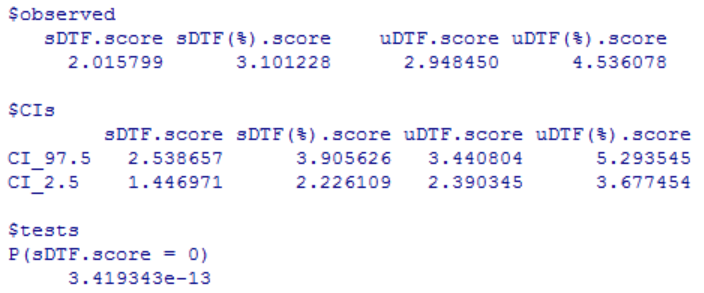 $observed
sDTF.score sDTF(%).score uDTF.score uDTF(%).score
2.015799 3.101228 2.948450 4.536078
$CIs
sDTF.score sDTF(%).score uDTF.score uDTF(%).score
CI_97.5 2.538657 3.905626 3.440804 5.293545
CI_2.5 1.446971 2.226109 2.390345 3.677454
$tests
P(sDTF.score = 0)
3.419343e-13